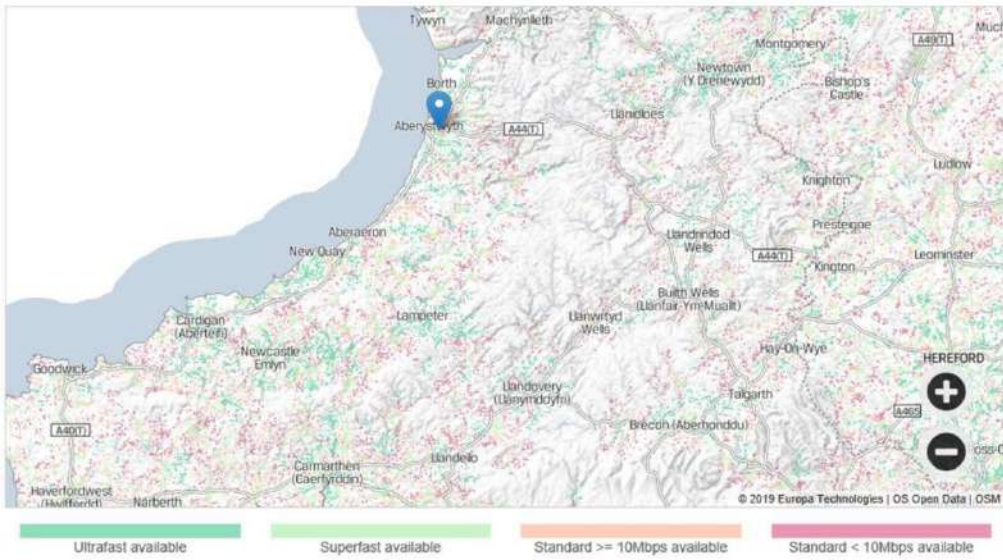 Tywyn
Machynlleth
A49(T)
Montgomery
Newtown
(Y Drenewydd)
Bishop's
Castle
Borth
Llanidloes
Aberystwyth
A44(T)
Ludlow
Knighton
Aberaeron
Presteigne
New Quay
Llandrindod
Wells
A44(T)
Leominster
Kington
Builth Wells
(Llanfair-Ym-Muallt)
Cardigan
(Aberteifi)
Lampeter
Llanwrtyd
Wells
Newcastle
Emlyn
Hay-On-Wye
HEREFORD
Goodwick
Llandovery
(Llanymddyfri)
Talgarth
A465
A40(T)
Brecon (Aberhonddu)
Llandeilo
Carmarthen
(Caerfyrddin)
Haverfordwest
(Hwlffordd)
Narberth
© 2019 Europa Technologies | OS Open Data | OSM
Ultrafast available
Superfast available
Standard >= 10Mbps available
Standard < 10Mbps available